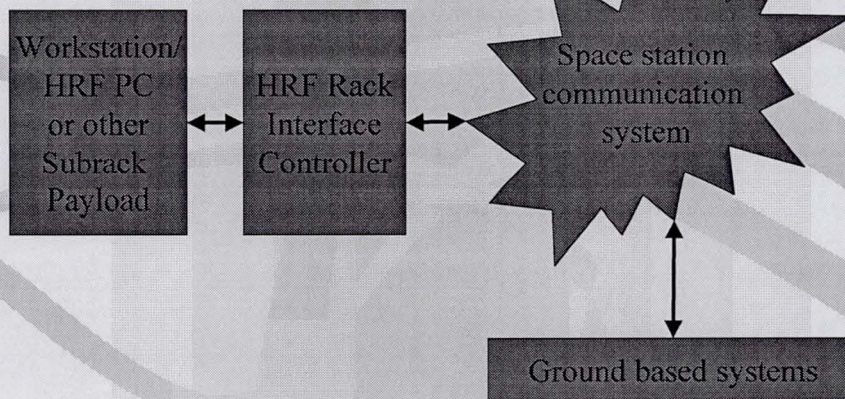 Workstation/
HRF PC
or other
Subrack
Payload
HRF Rack
Interface
Controller
Space station
communication
system
Ground based systems